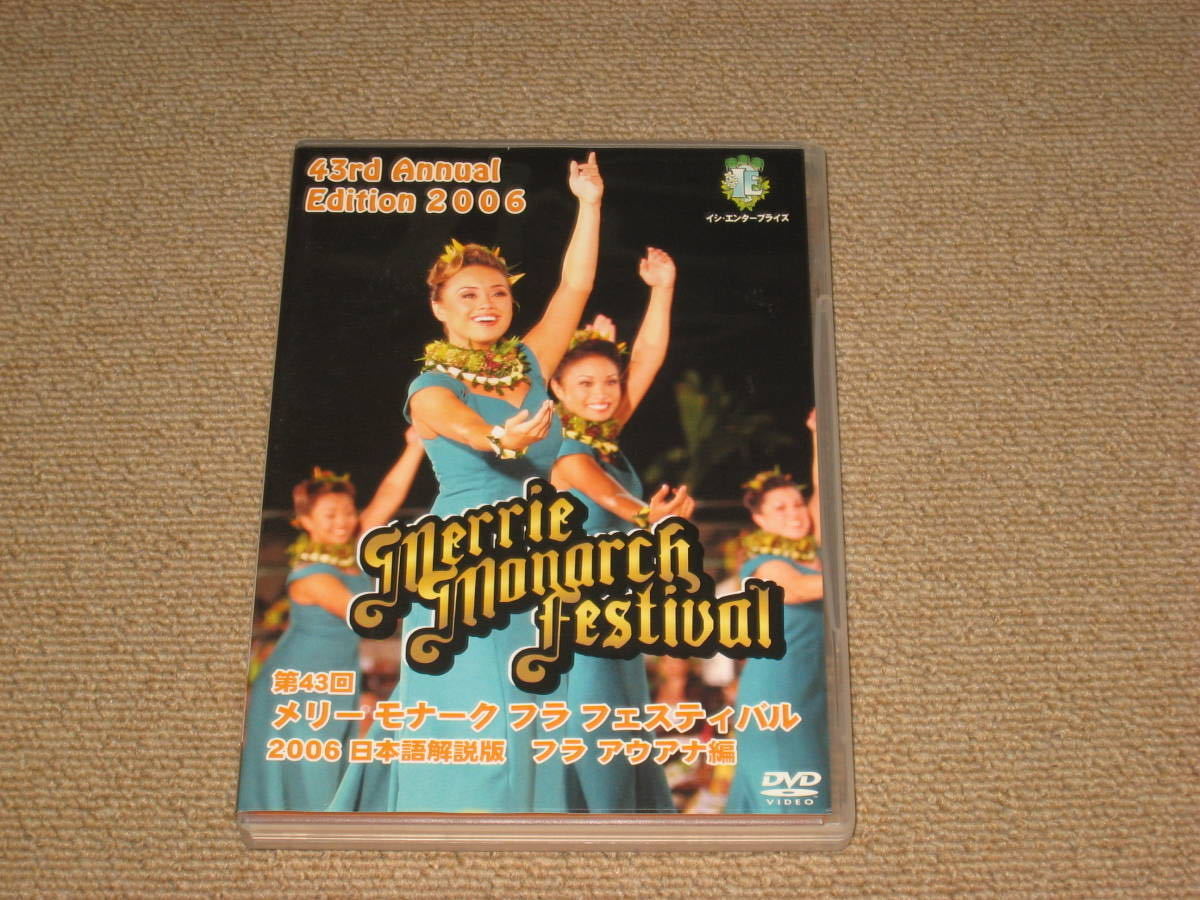 43rd Annual
Edition 2006
IE
イシ・エンタープライズ
Merrie
Monarch
Festival
第43回
メリー モナーク フラ フェスティバル
2006 日本語解説版 フラ アウアナ編
DVD
VIDEO